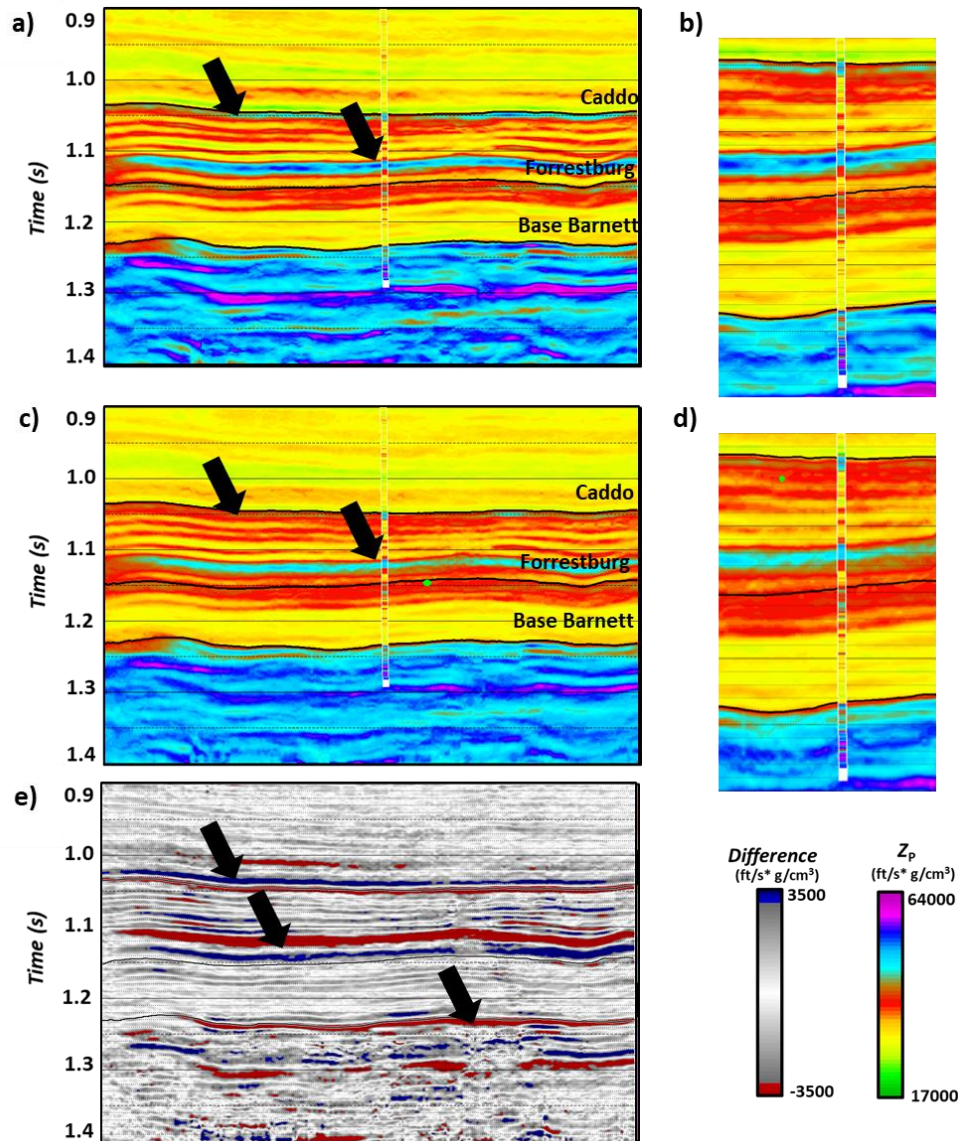 a)
0.9
1.0
1.1
1.2
1.3
1.4
Time (s)
Caddo
Forrestburg
Base Barnett
b)
c)
0.9
1.0
1.1
1.2
1.3
1.4
Time (s)
Caddo
Forrestburg
Base Barnett
d)
e)
0.9
1.0
1.1
1.2
1.3
1.4
Time (s)
Difference
(ft/s* g/cm³)
3500
-3500
Z_P
(ft/s* g/cm³)
64000
17000